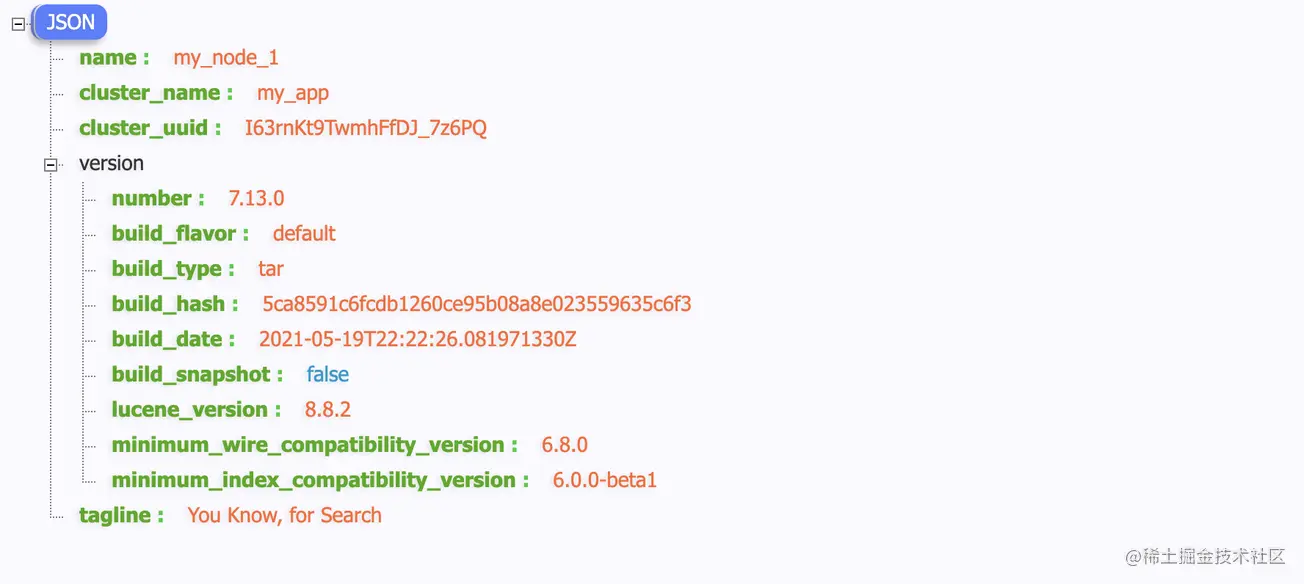 JSON
name : my_node_1
cluster_name : my_app
cluster_uuid : I63rnKt9TwmhFfDJ_7z6PQ
version
number : 7.13.0
build_flavor : default
build_type : tar
build_hash : 5ca8591c6fcdb1260ce95b08a8e023559635c6f3
build_date : 2021-05-19T22:22:26.081971330Z
build_snapshot : false
lucene_version : 8.8.2
minimum_wire_compatibility_version : 6.8.0
minimum_index_compatibility_version : 6.0.0-beta1
tagline : You Know, for Search
@稀土掘金技术社区